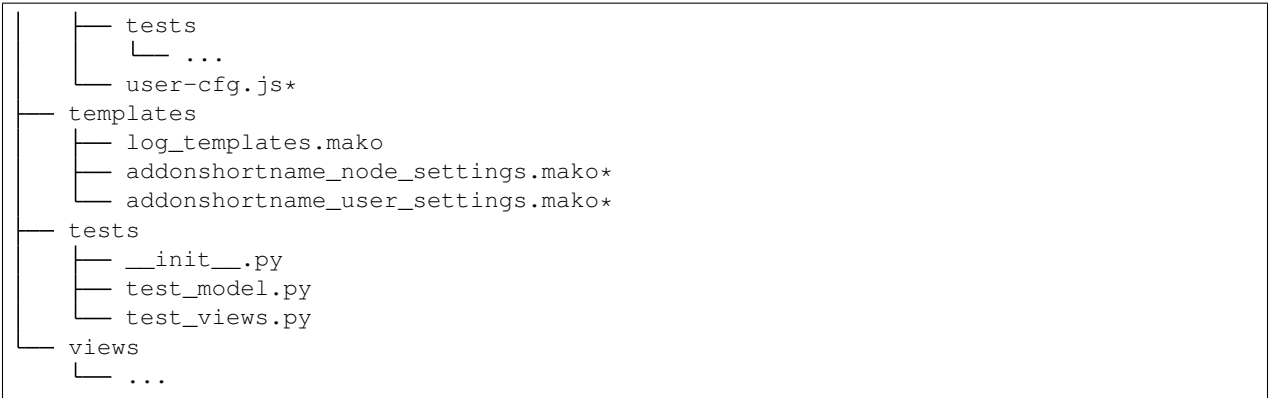 │   ├── tests
│   │   └── ...
│   └── user-cfg.js*
├── templates
│   ├── log_templates.mako
│   ├── addonshortname_node_settings.mako*
│   └── addonshortname_user_settings.mako*
├── tests
│   ├── __init__.py
│   ├── test_model.py
│   └── test_views.py
└── views
    └── ...